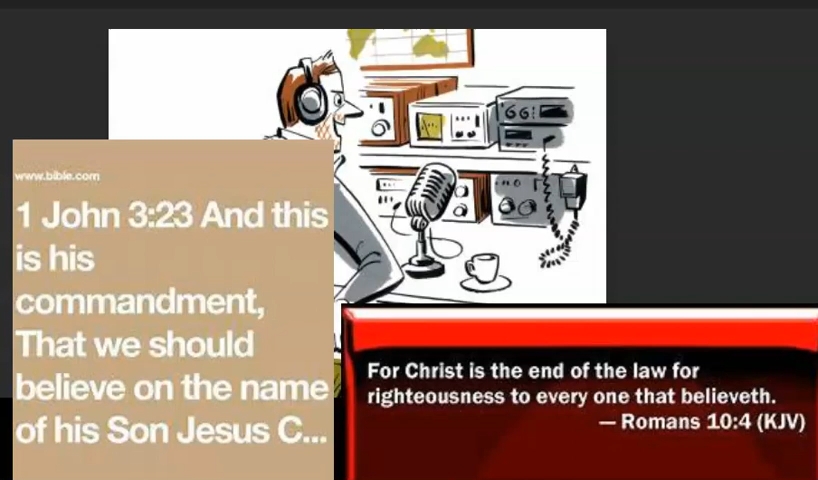 66
www.bible.com
1 John 3:23 And this
is his
commandment,
That we should
believe on the name
of his Son Jesus C...
For Christ is the end of the law for
righteousness to every one that believeth.
— Romans 10:4 (KJV)